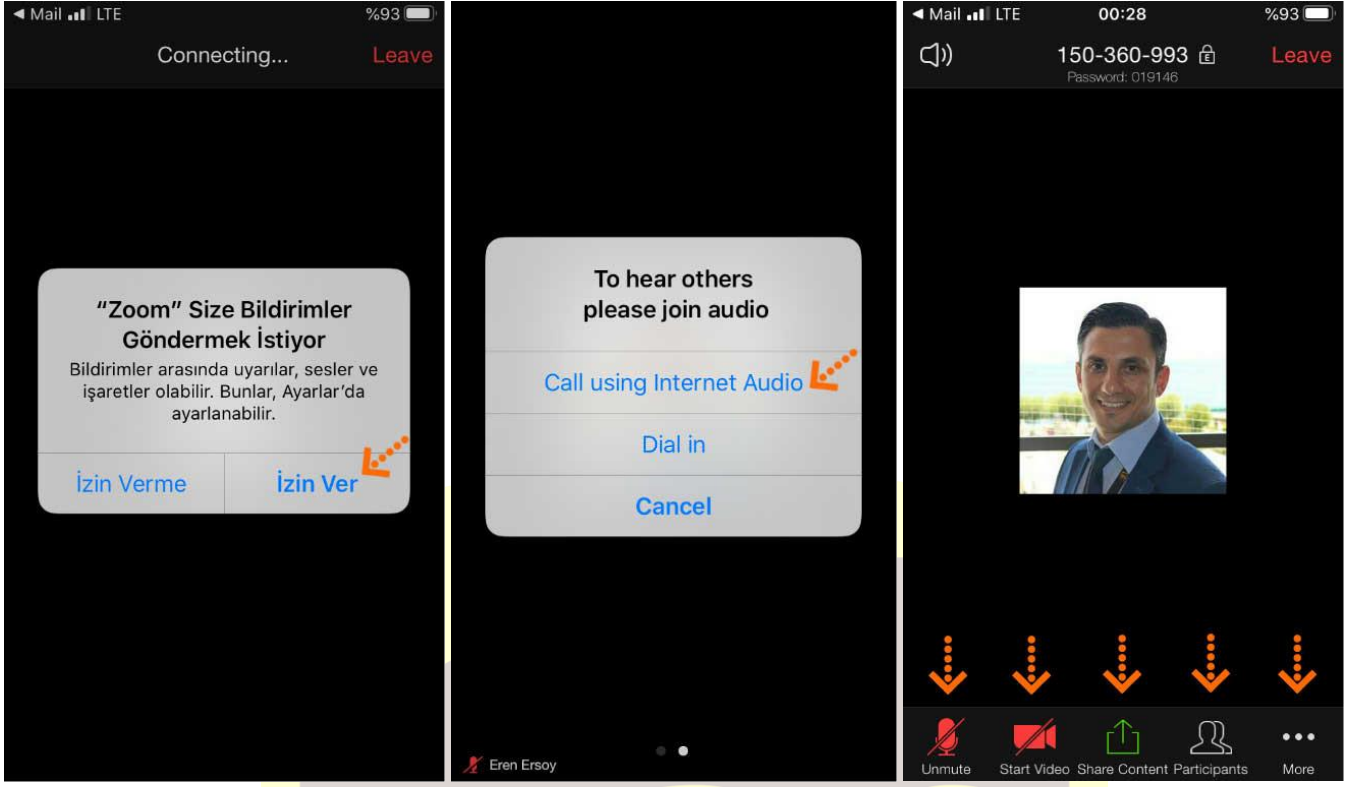 ◄ Mail LTE %93
Connecting... Leave
“Zoom” Size Bildirimler
Göndermek İstiyor
Bildirimler arasında uyarılar, sesler ve
işaretler olabilir. Bunlar, Ayarlar’da
ayarlanabilir.
İzin Verme İzin Ver
To hear others
please join audio
Call using Internet Audio
Dial in
Cancel
Eren Ersoy
◄ Mail LTE 00:28 %93
150-360-993 E Leave
Password: 019146
Unmute Start Video Share Content Participants More